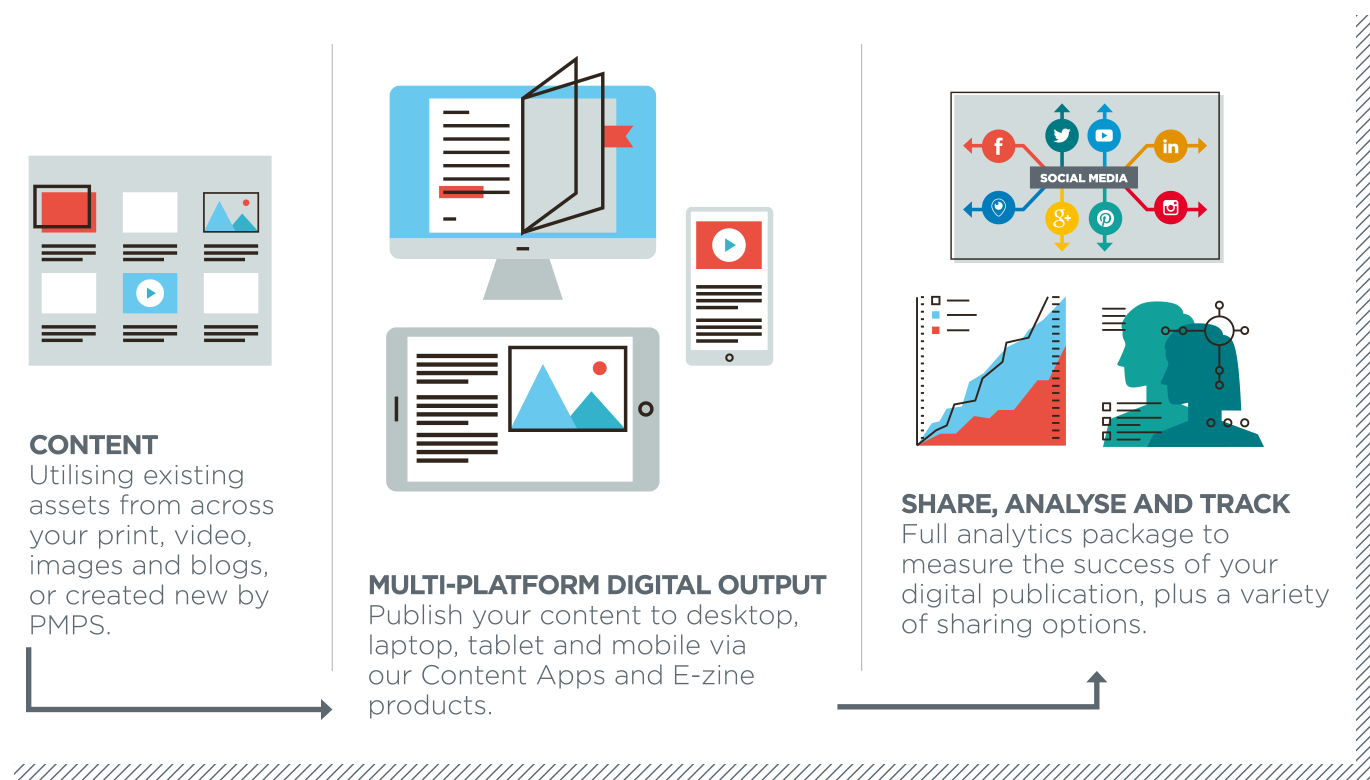 CONTENT
Utilising existing
assets from across
your print, video,
images and blogs,
or created new by
PMPS.
MULTI-PLATFORM DIGITAL OUTPUT
Publish your content to desktop,
laptop, tablet and mobile via
our Content Apps and E-zine
products.
f
in
SOCIAL MEDIA
g+
SHARE, ANALYSE AND TRACK
Full analytics package to
measure the success of your
digital publication, plus a variety
of sharing options.